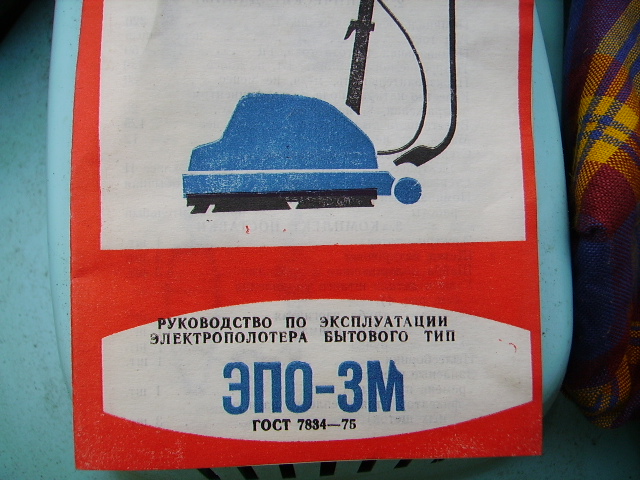 РУКОВОДСТВО ПО ЭКСПЛУАТАЦИИ
ЭЛЕКТРОПОЛОТЕРА БЫТОВОГО ТИП
ЭПО-3М
ГОСТ 7834—75